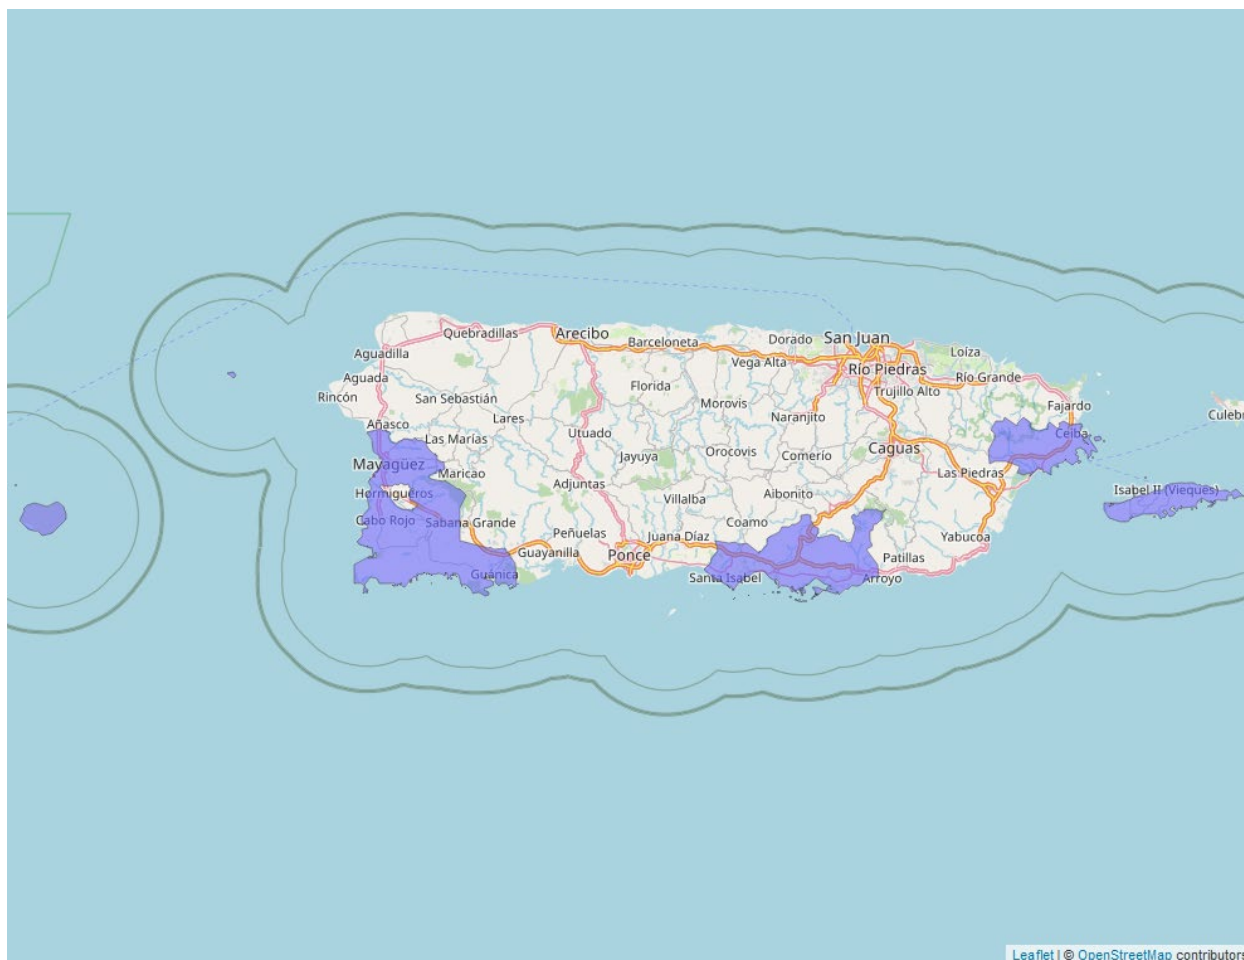 San Juan
Arecibo
Quebradillas
Barceloneta
Dorado
Loíza
Aguadilla
Vega Alta
Río Piedras
Aguada
Río Grande
Florida
Trujillo Alto
Rincón
San Sebastián
Morovis
Fajardo
Culebr
Lares
Naranjito
Añasco
Utuado
Ceiba
Las Marías
Caguas
Orocovis
Jayuya
Comerío
Mayagüez
Maricao
Las Piedras
Adjuntas
Isabel II (Vieques)
Hormigueros
Villalba
Aibonito
Cabo Rojo
Sabana Grande
Coamo
Peñuelas
Juana Díaz
Yabucoa
Guayanilla
Ponce
Patillas
Guánica
Santa Isabel
Arroyo
Leaflet | © OpenStreetMap contributors